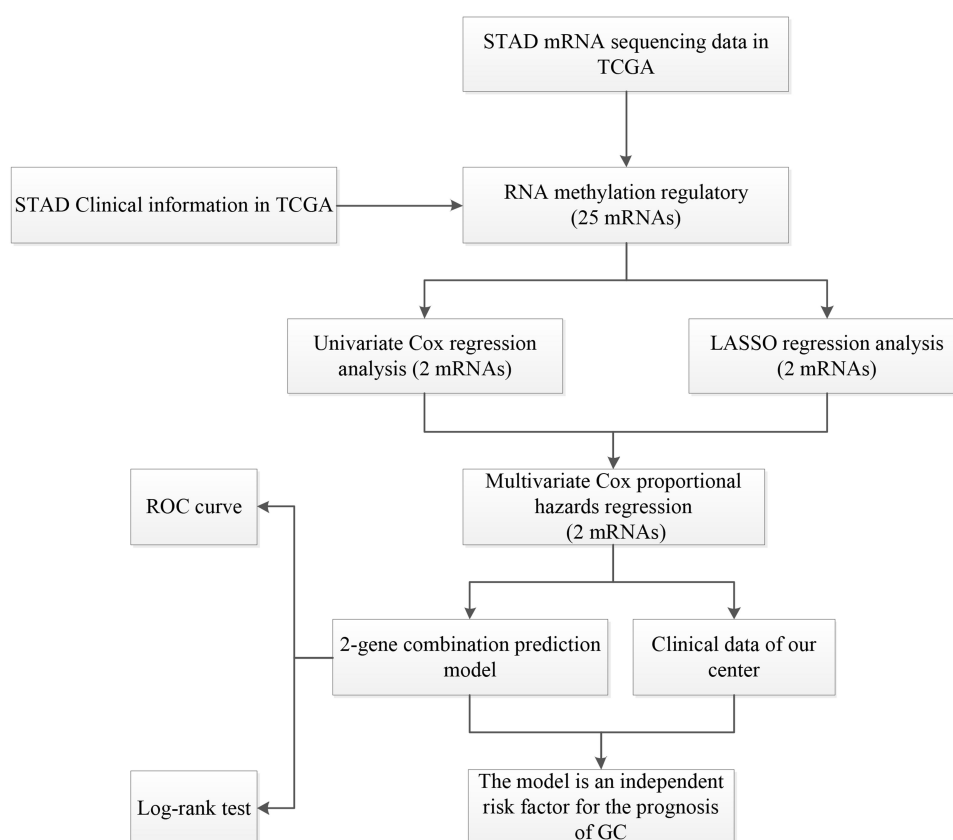 STAD mRNA sequencing data in
TCGA
STAD Clinical information in TCGA
RNA methylation regulatory
(25 mRNAs)
Univariate Cox regression
analysis (2 mRNAs)
LASSO regression analysis
(2 mRNAs)
Multivariate Cox proportional
hazards regression
(2 mRNAs)
ROC curve
2-gene combination prediction
model
Clinical data of our
center
Log-rank test
The model is an independent
risk factor for the prognosis
of GC